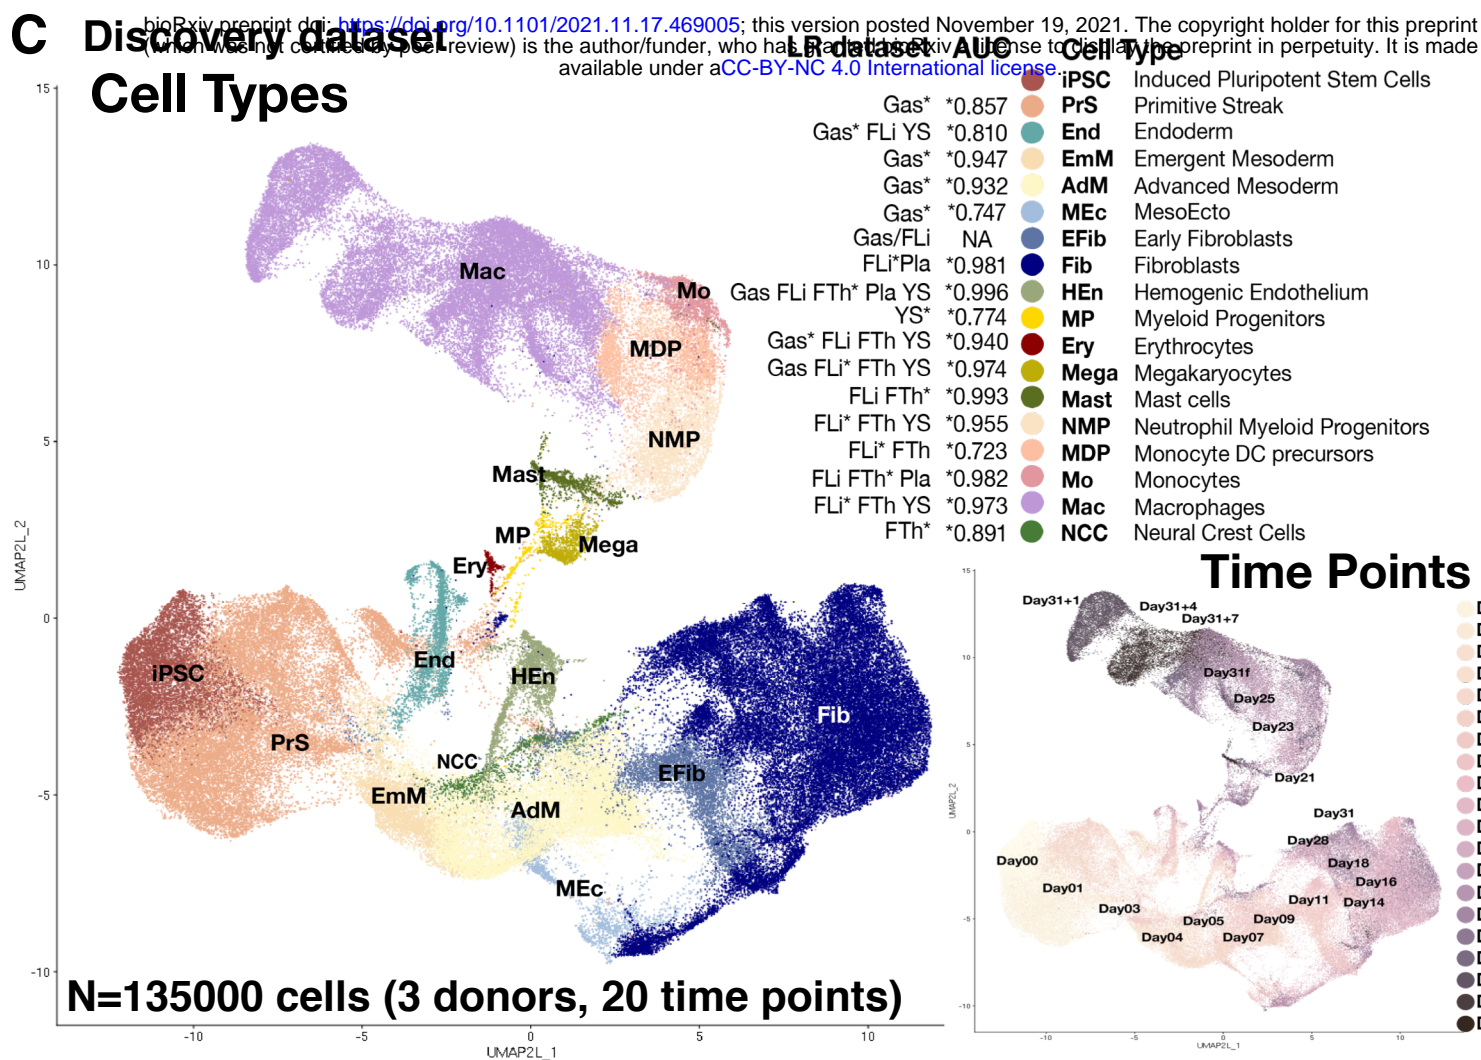 bioRxiv preprint doi: https://doi.org/10.1101/2021.11.17.469005; this version posted November 19, 2021. The copyright holder for this preprint
(which was not certified by peer review) is the author/funder, who has granted bioRxiv a license to display the preprint in perpetuity. It is made
available under aCC-BY-NC 4.0 International license.
C Discovery dataset
Cell Types
LR dataset AUC Cell Type
iPSC Induced Pluripotent Stem Cells
Gas* *0.857 PrS Primitive Streak
Gas* FLi YS *0.810 End Endoderm
Gas* *0.947 EmM Emergent Mesoderm
Gas* *0.932 AdM Advanced Mesoderm
Gas* *0.747 MEc MesoEcto
Gas/FLi NA EFib Early Fibroblasts
FLi*Pla *0.981 Fib Fibroblasts
Gas FLi FTh* Pla YS *0.996 HEn Hemogenic Endothelium
YS* *0.774 MP Myeloid Progenitors
Gas* FLi FTh YS *0.940 Ery Erythrocytes
Gas FLi* FTh YS *0.974 Mega Megakaryocytes
FLi FTh* *0.993 Mast Mast cells
FLi* FTh YS *0.955 NMP Neutrophil Myeloid Progenitors
FLi* FTh *0.723 MDP Monocyte DC precursors
FLi FTh* Pla *0.982 Mo Monocytes
FLi* FTh YS *0.973 Mac Macrophages
FTh* *0.891 NCC Neural Crest Cells
15
10
5
0
-5
-10
UMAP2L_2
Mac
Mo
MDP
NMP
Mast
MP
Mega
Ery
End
iPSC
HEn
Fib
PrS
NCC
EFib
EmM
AdM
MEc
N=135000 cells (3 donors, 20 time points)
-10
-5
0
5
10
UMAP2L_1
Time Points
15
10
5
0
-5
-10
UMAP2L_2
Day31+1
Day31+4
Day31+7
Day31f
Day25
Day23
Day21
Day31
Day28
Day18
Day16
Day14
Day11
Day09
Day07
Day05
Day04
Day03
Day01
Day00
-10
-5
0
5
10
UMAP2L_1